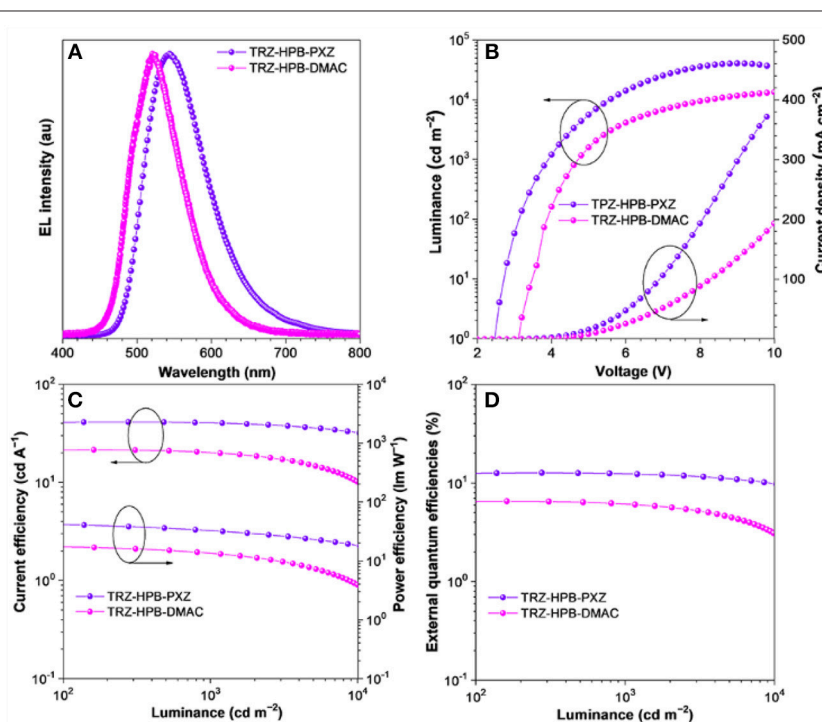 A
TRZ-HPB-PXZ
TRZ-HPB-DMAC
EL intensity (au)
400 500 600 700 800
Wavelength (nm)
B
10⁵
10⁴
10³
10²
10¹
10⁰
Luminance (cd m⁻²)
TPZ-HPB-PXZ
TRZ-HPB-DMAC
500
400
300
200
100
Current density (mA cm⁻²)
2 4 6 8 10
Voltage (V)
C
10²
10¹
10⁰
10⁻¹
Current efficiency (cd A⁻¹)
TRZ-HPB-PXZ
TRZ-HPB-DMAC
10⁴
10³
10²
10¹
10⁰
10⁻¹
Power efficiency (lm W⁻¹)
10² 10³ 10⁴
Luminance (cd m⁻²)
D
10²
10¹
10⁰
10⁻¹
External quantum efficiencies (%)
TRZ-HPB-PXZ
TRZ-HPB-DMAC
10² 10³ 10⁴
Luminance (cd m⁻²)